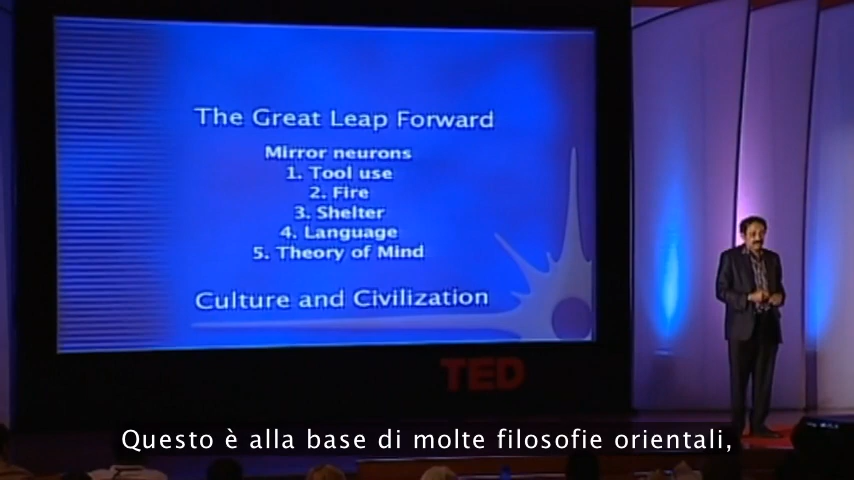 The Great Leap Forward
Mirror neurons
1. Tool use
2. Fire
3. Shelter
4. Language
5. Theory of Mind
Culture and Civilization
TED
Questo è alla base di molte filosofie orientali,